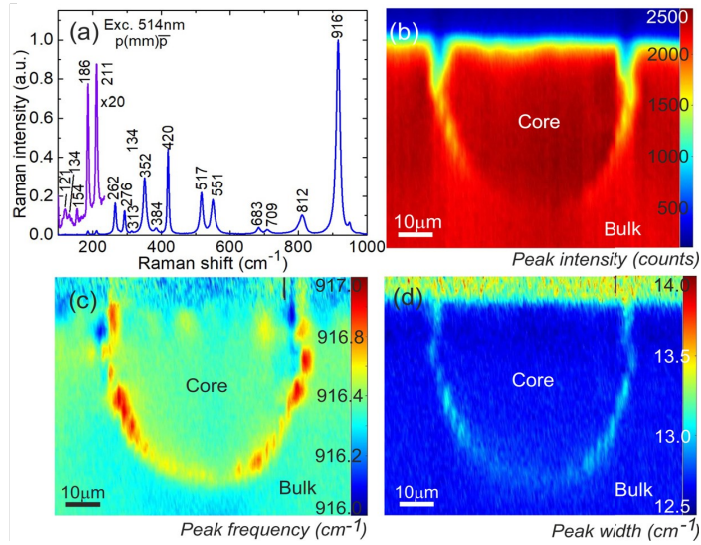 (a)
Exc. 514nm
p(mm)p̅
916
186
211
x20
121
134
154
262
276
134
313
352
384
420
517
551
683
709
812
1.0
0.8
0.6
0.4
0.2
0.0
200
400
600
800
1000
Raman intensity (a.u.)
Raman shift (cm⁻¹)
(b)
2500
2000
1500
1000
500
Core
Bulk
10μm
Peak intensity (counts)
(c)
917.0
916.8
916.4
916.2
916.0
Core
Bulk
10μm
Peak frequency (cm⁻¹)
(d)
14.0
13.5
13.0
12.5
Core
Bulk
10μm
Peak width (cm⁻¹)